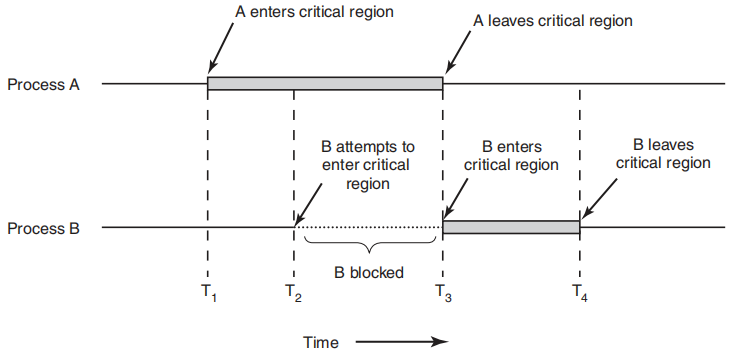 A enters critical region
A leaves critical region
Process A
B attempts to
enter critical
region
B enters
critical region
B leaves
critical region
Process B
B blocked
T1
T2
T3
T4
Time